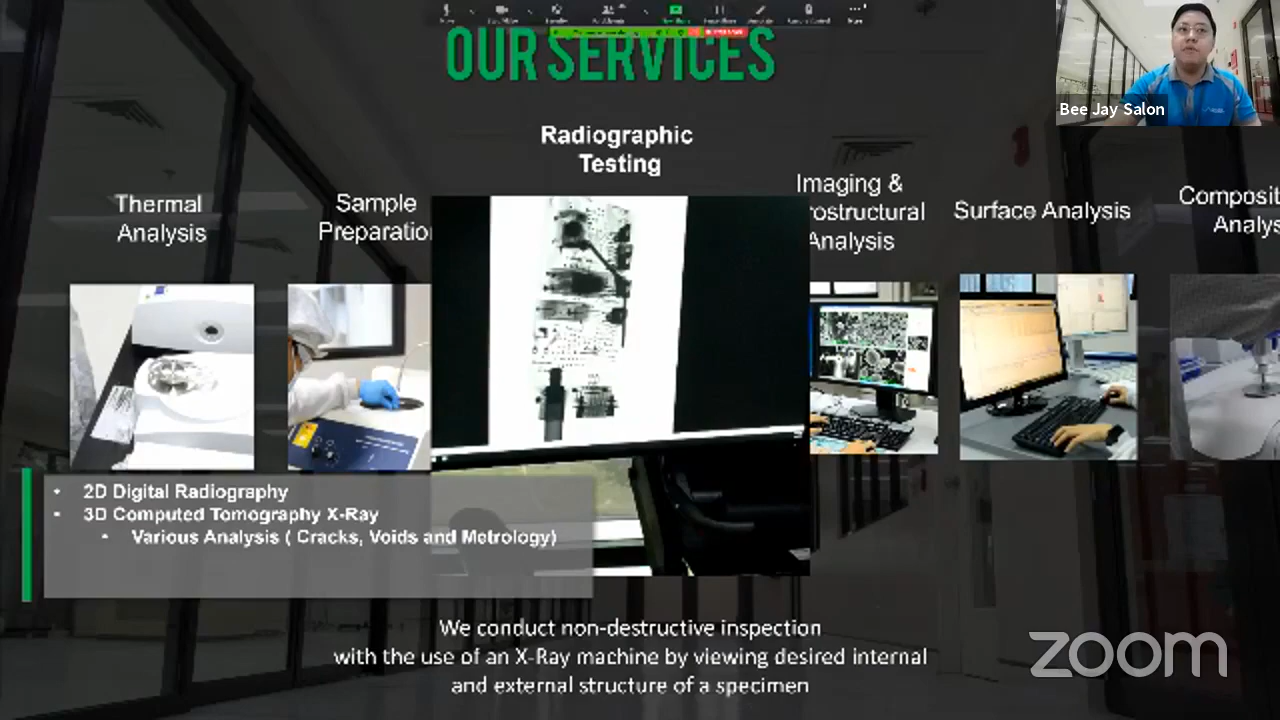 OUR SERVICES
Bee Jay Salon
Radiographic
Testing
Thermal
Analysis
Sample
Preparatio
Imaging &
rostructural
Analysis
Surface Analysis
Composit
Analys
• 2D Digital Radiography
• 3D Computed Tomography X-Ray
• Various Analysis ( Cracks, Voids and Metrology)
We conduct non-destructive inspection
with the use of an X-Ray machine by viewing desired internal
and external structure of a specimen
zoom